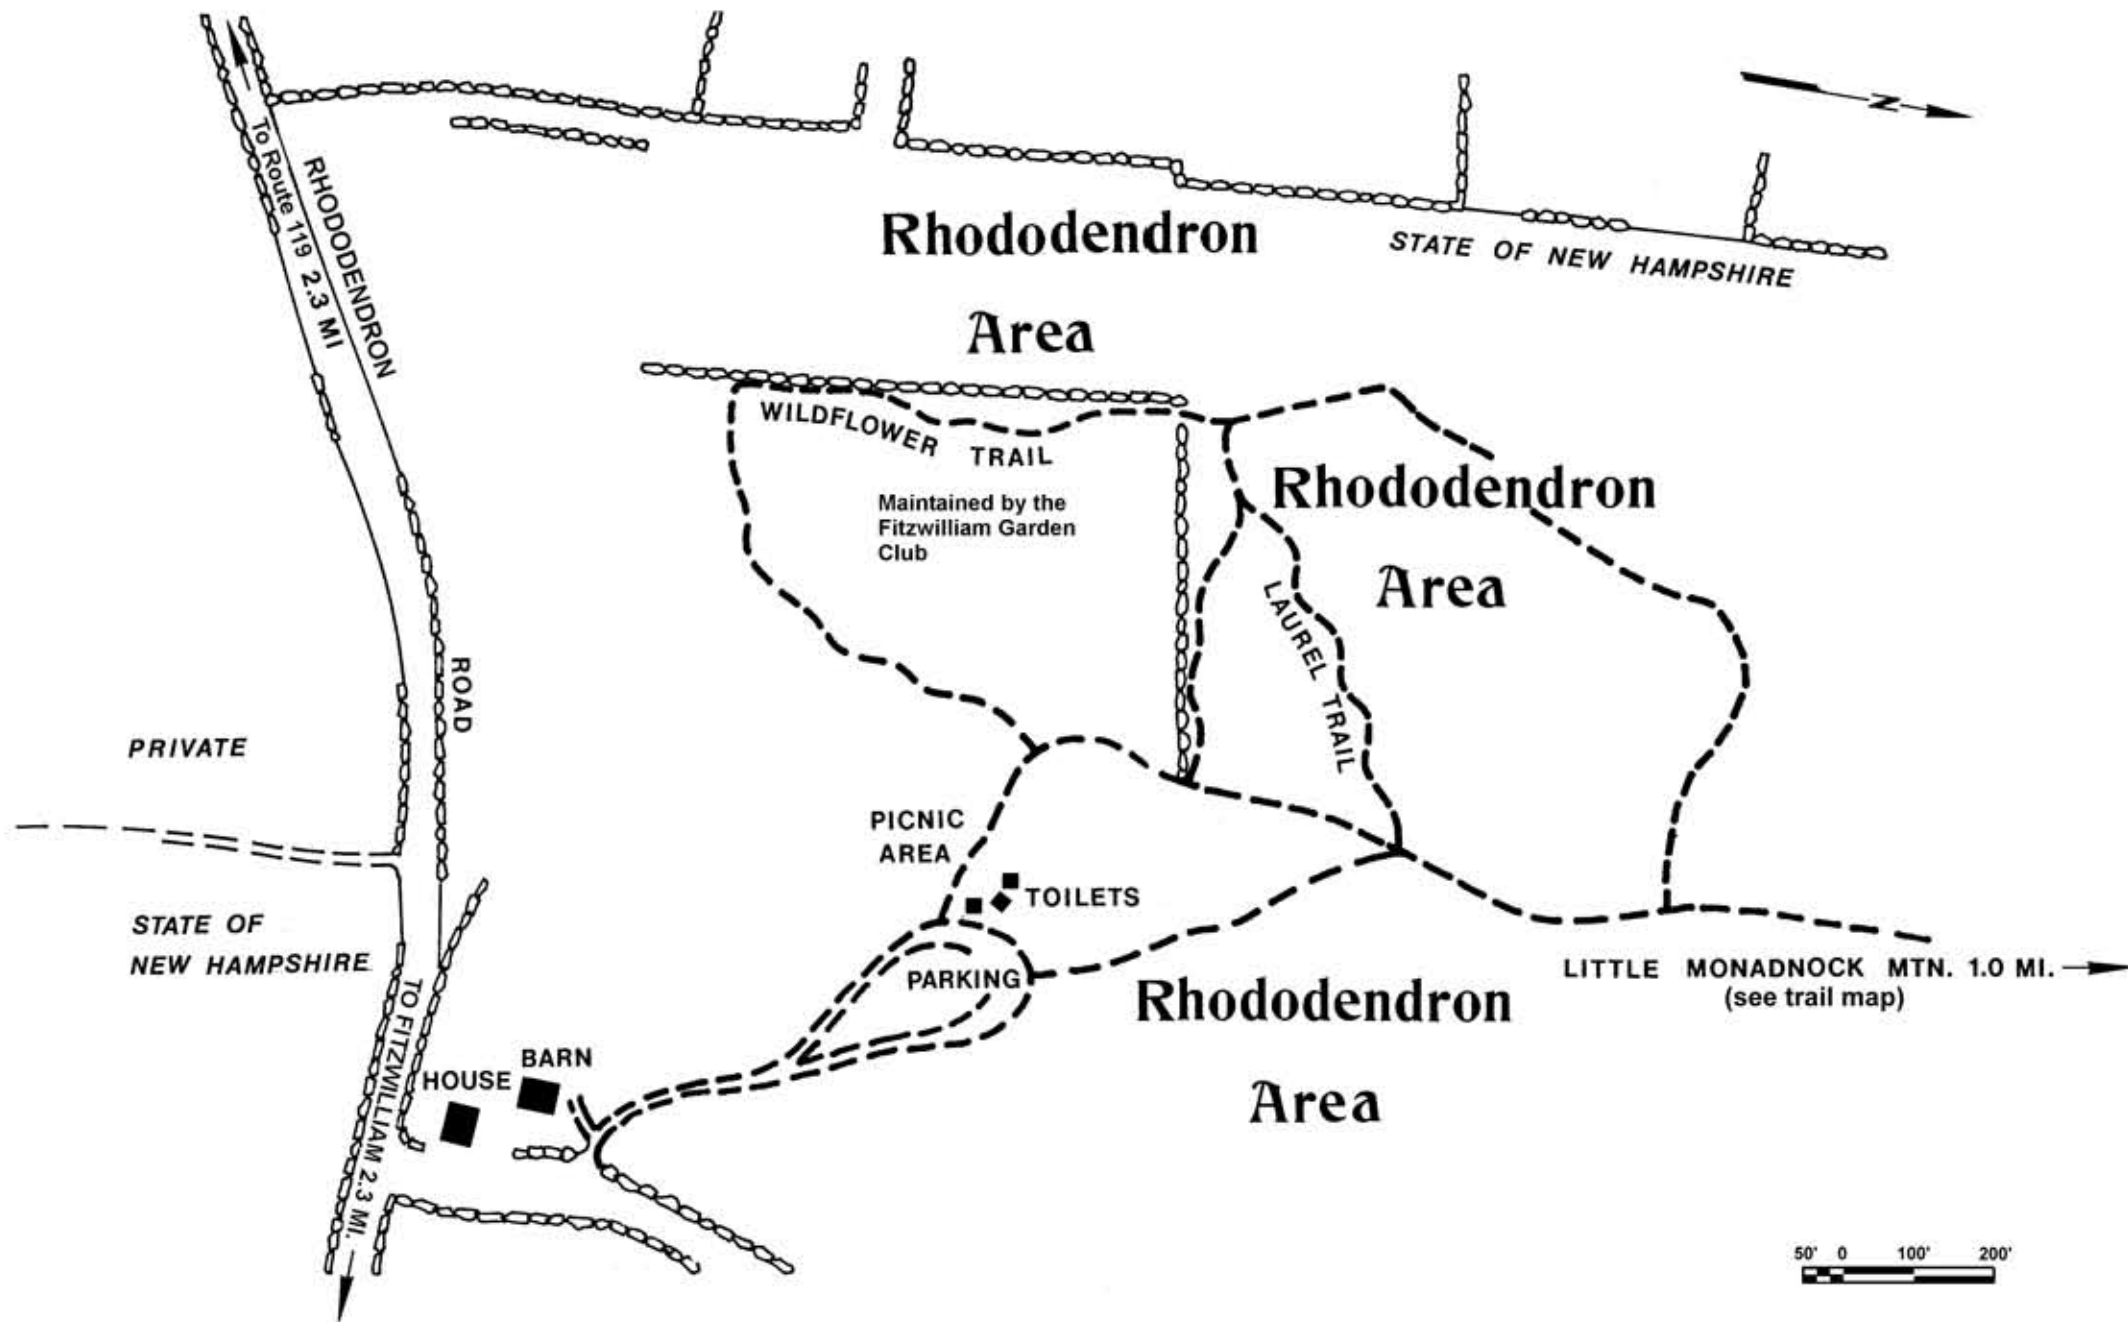 N
To Route 119 2.3 MI
RHODODENDRON
ROAD
Rhododendron
Area
STATE OF NEW HAMPSHIRE
WILDFLOWER TRAIL
Maintained by the
Fitzwilliam Garden
Club
Rhododendron
Area
LAUREL TRAIL
PRIVATE
PICNIC
AREA
TOILETS
STATE OF
NEW HAMPSHIRE
PARKING
LITTLE MONADNOCK MTN. 1.0 MI.
(see trail map)
Rhododendron
Area
TO FITZWILLIAM 2.3 MI.
BARN
HOUSE
50' 0 100' 200'